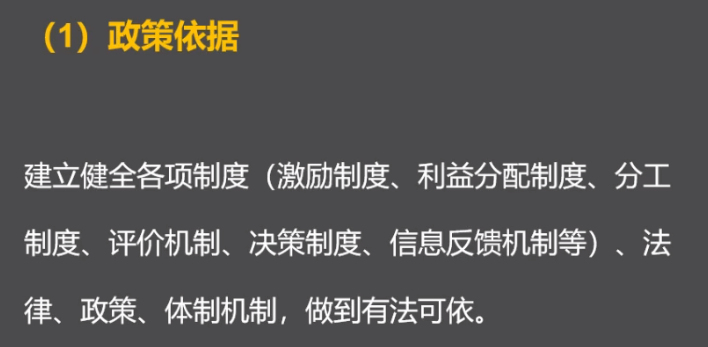 （1）政策依据
建立健全各项制度（激励制度、利益分配制度、分工
制度、评价机制、决策制度、信息反馈机制等）、法
律、政策、体制机制，做到有法可依。